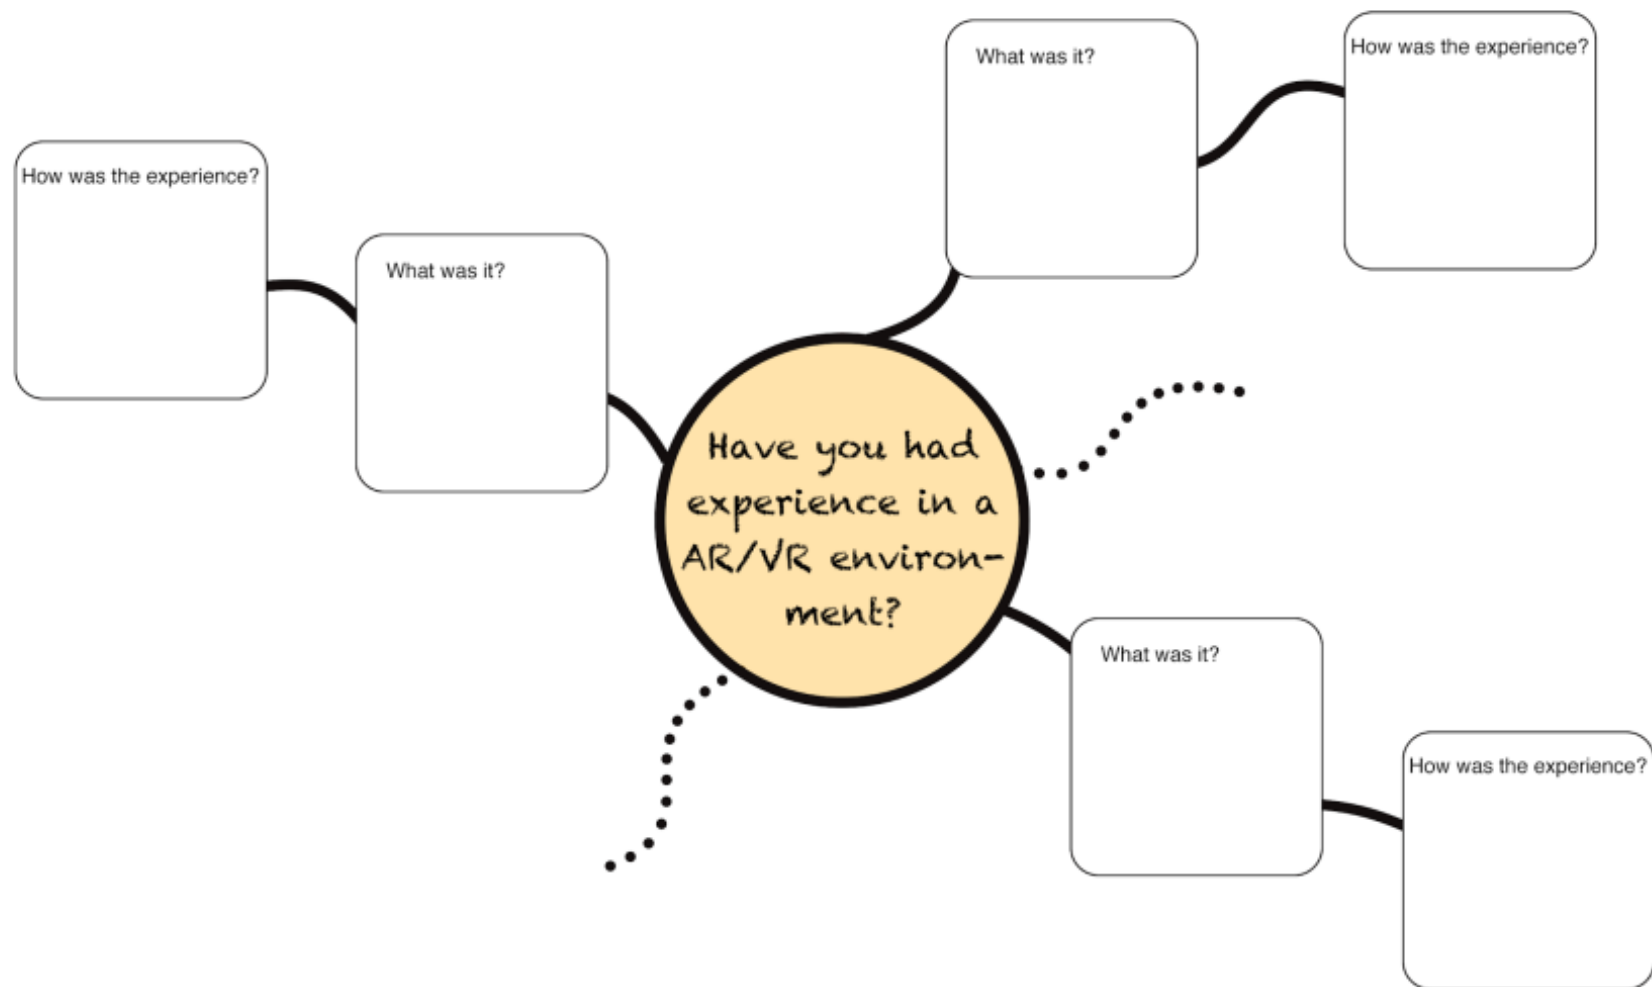 What was it?
How was the experience?
How was the experience?
What was it?
Have you had
experience in a
AR/VR environ-
ment?
What was it?
How was the experience?